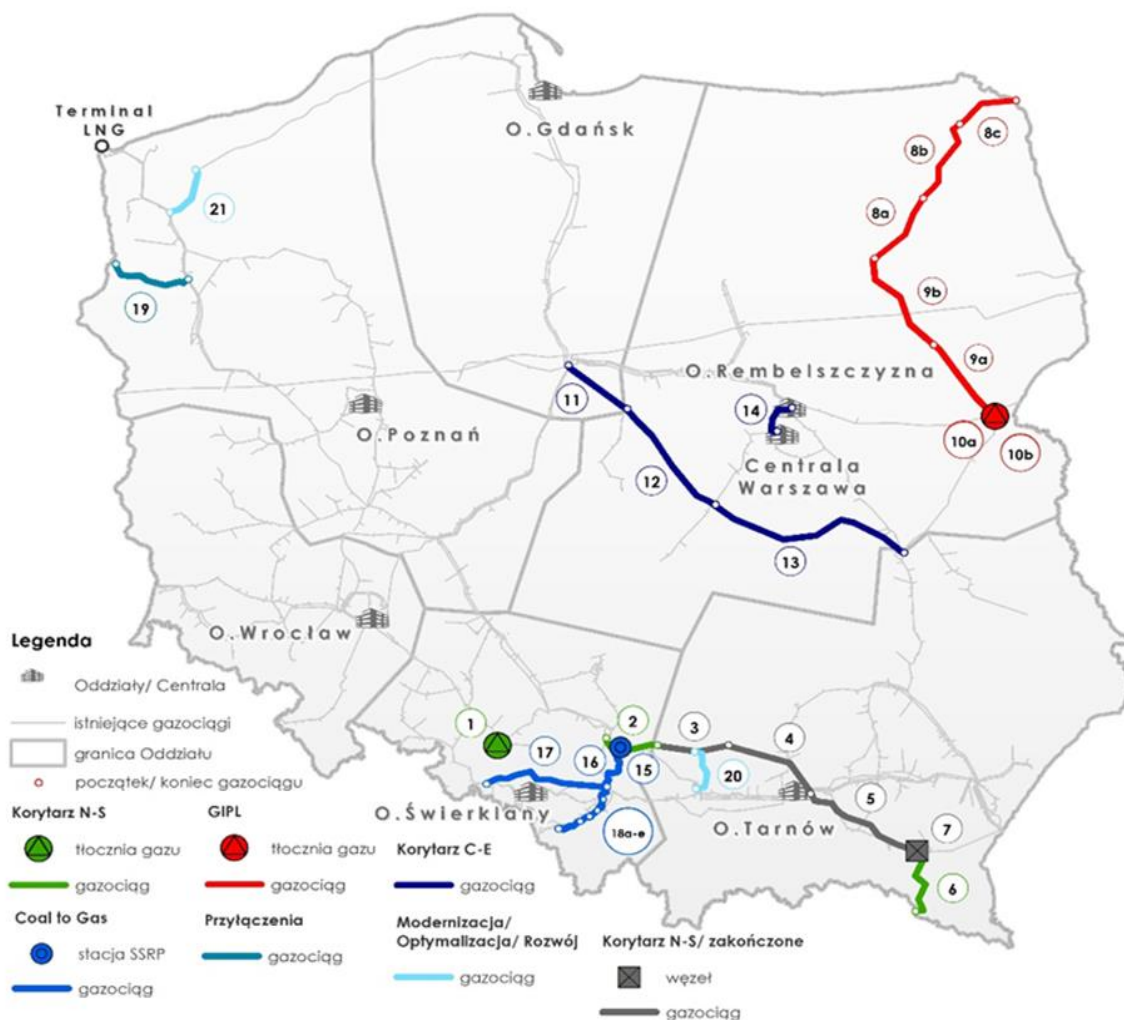 Terminal
LNG
O.Gdańsk
8c
8b
21
8a
19
9b
9a
O.Rembelszczyzna
11
14
10a
10b
O.Poznań
Centrala
Warszawa
12
13
O.Wrocław
Legenda
Oddziały/ Centrala
istniejące gazociągi
granica Oddziału
początek/ koniec gazociągu
1
2
3
4
17
16
15
20
5
O.Świerklany
18a-e
O.Tarnów
7
6
Korytarz N-S
tłocznia gazu
gazociąg
GIPL
tłocznia gazu
gazociąg
Korytarz C-E
gazociąg
Coal to Gas
stacja SSRP
gazociąg
Przyłączenia
gazociąg
Modernizacja/
Optymalizacja/ Rozwój
gazociąg
Korytarz N-S/ zakończone
węzeł
gazociąg